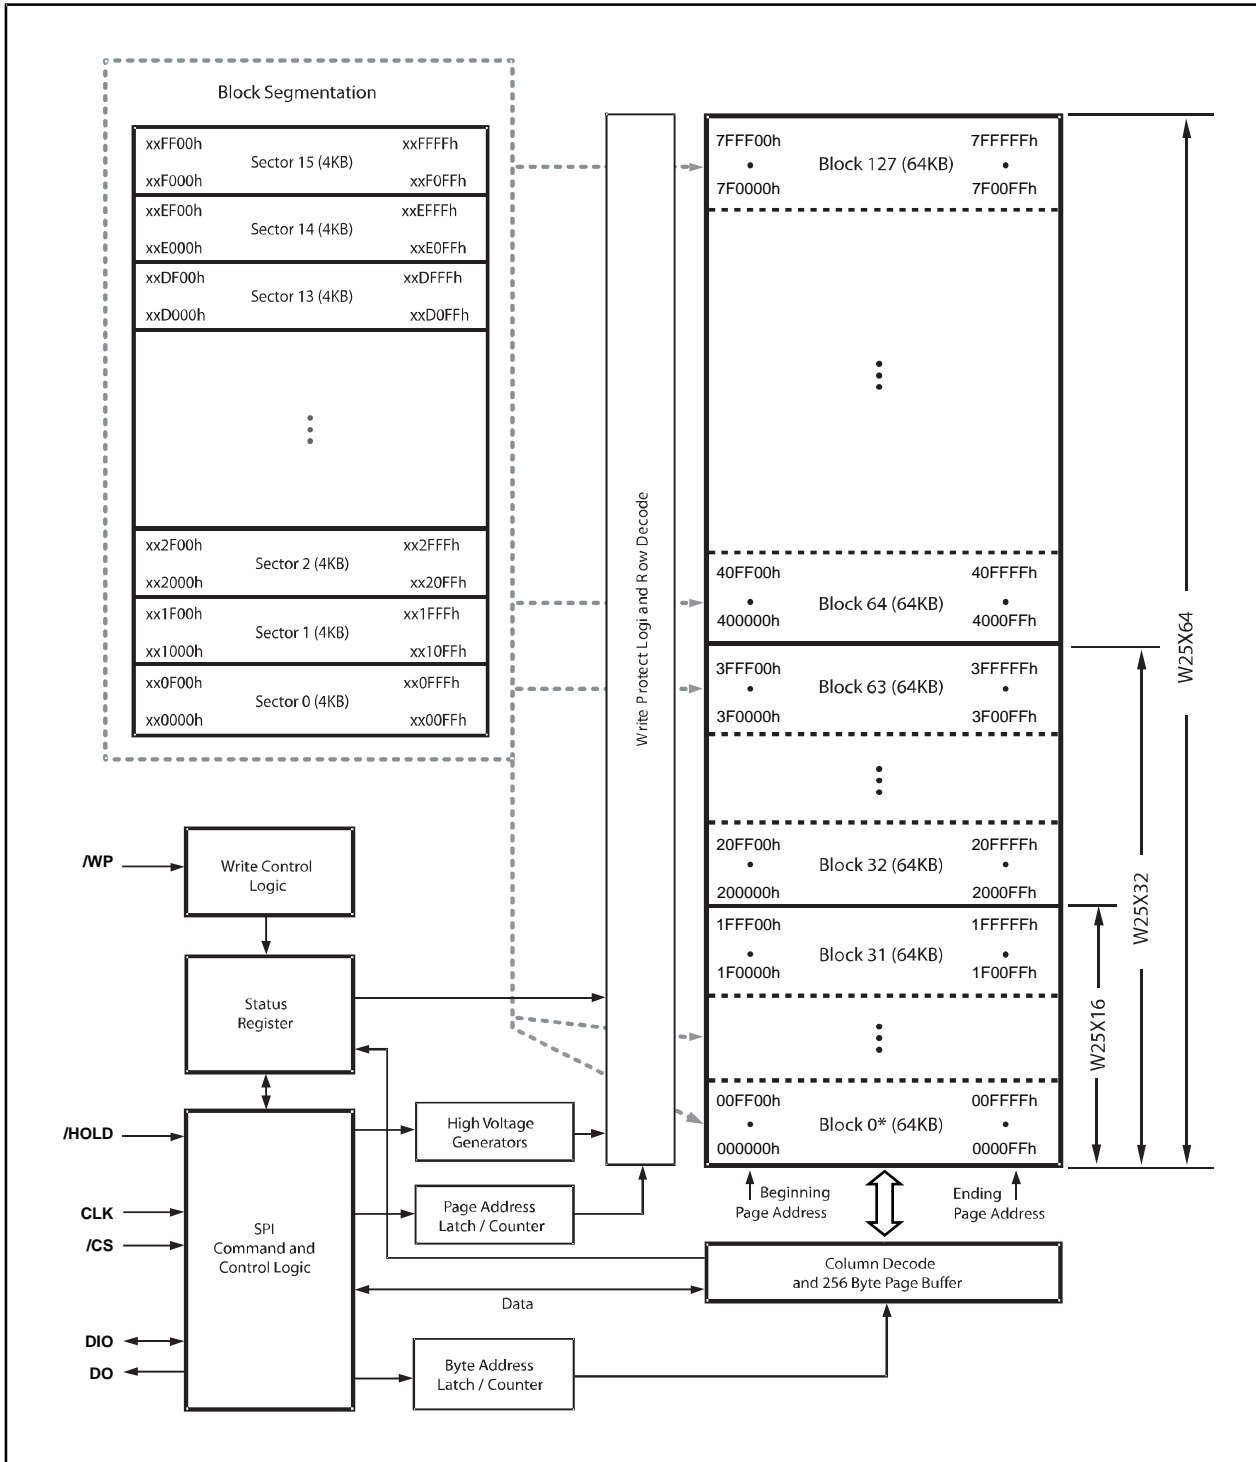 Block Segmentation
xxFF00h xxFFFFh
Sector 15 (4KB)
xxF000h xxF0FFh
xxEF00h xxEFFFh
Sector 14 (4KB)
xxE000h xxE0FFh
xxDF00h xxDFFFh
Sector 13 (4KB)
xxD000h xxD0FFh
xx2F00h xx2FFFh
Sector 2 (4KB)
xx2000h xx20FFh
xx1F00h xx1FFFh
Sector 1 (4KB)
xx1000h xx10FFh
xx0F00h xx0FFFh
Sector 0 (4KB)
xx0000h xx00FFh
Write Protect Logi and Row Decode
7FFF00h 7FFFFFh
Block 127 (64KB)
7F0000h 7F00FFh
40FF00h 40FFFFh
Block 64 (64KB)
400000h 4000FFh
3FFF00h 3FFFFFh
Block 63 (64KB)
3F0000h 3F00FFh
20FF00h 20FFFFh
Block 32 (64KB)
200000h 2000FFh
1FFF00h 1FFFFFh
Block 31 (64KB)
1F0000h 1F00FFh
00FF00h 00FFFFh
Block 0* (64KB)
000000h 0000FFh
W25X16
W25X32
W25X64
Beginning
Page Address
Ending
Page Address
/WP
Write Control
Logic
Status
Register
/HOLD
CLK
/CS
DIO
DO
SPI
Command and
Control Logic
High Voltage
Generators
Page Address
Latch / Counter
Column Decode
and 256 Byte Page Buffer
Data
Byte Address
Latch / Counter